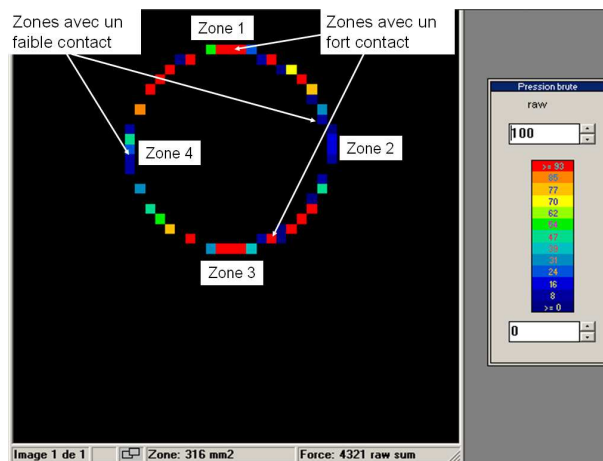 Zones avec un
faible contact
Zone 1
Zones avec un
fort contact
Zone 4
Zone 2
Zone 3
Pression brute
raw
100
>= 93
85
77
70
62
54
47
39
31
24
16
8
>= 0
0
Image 1 de 1
Zone: 316 mm2
Force: 4321 raw sum